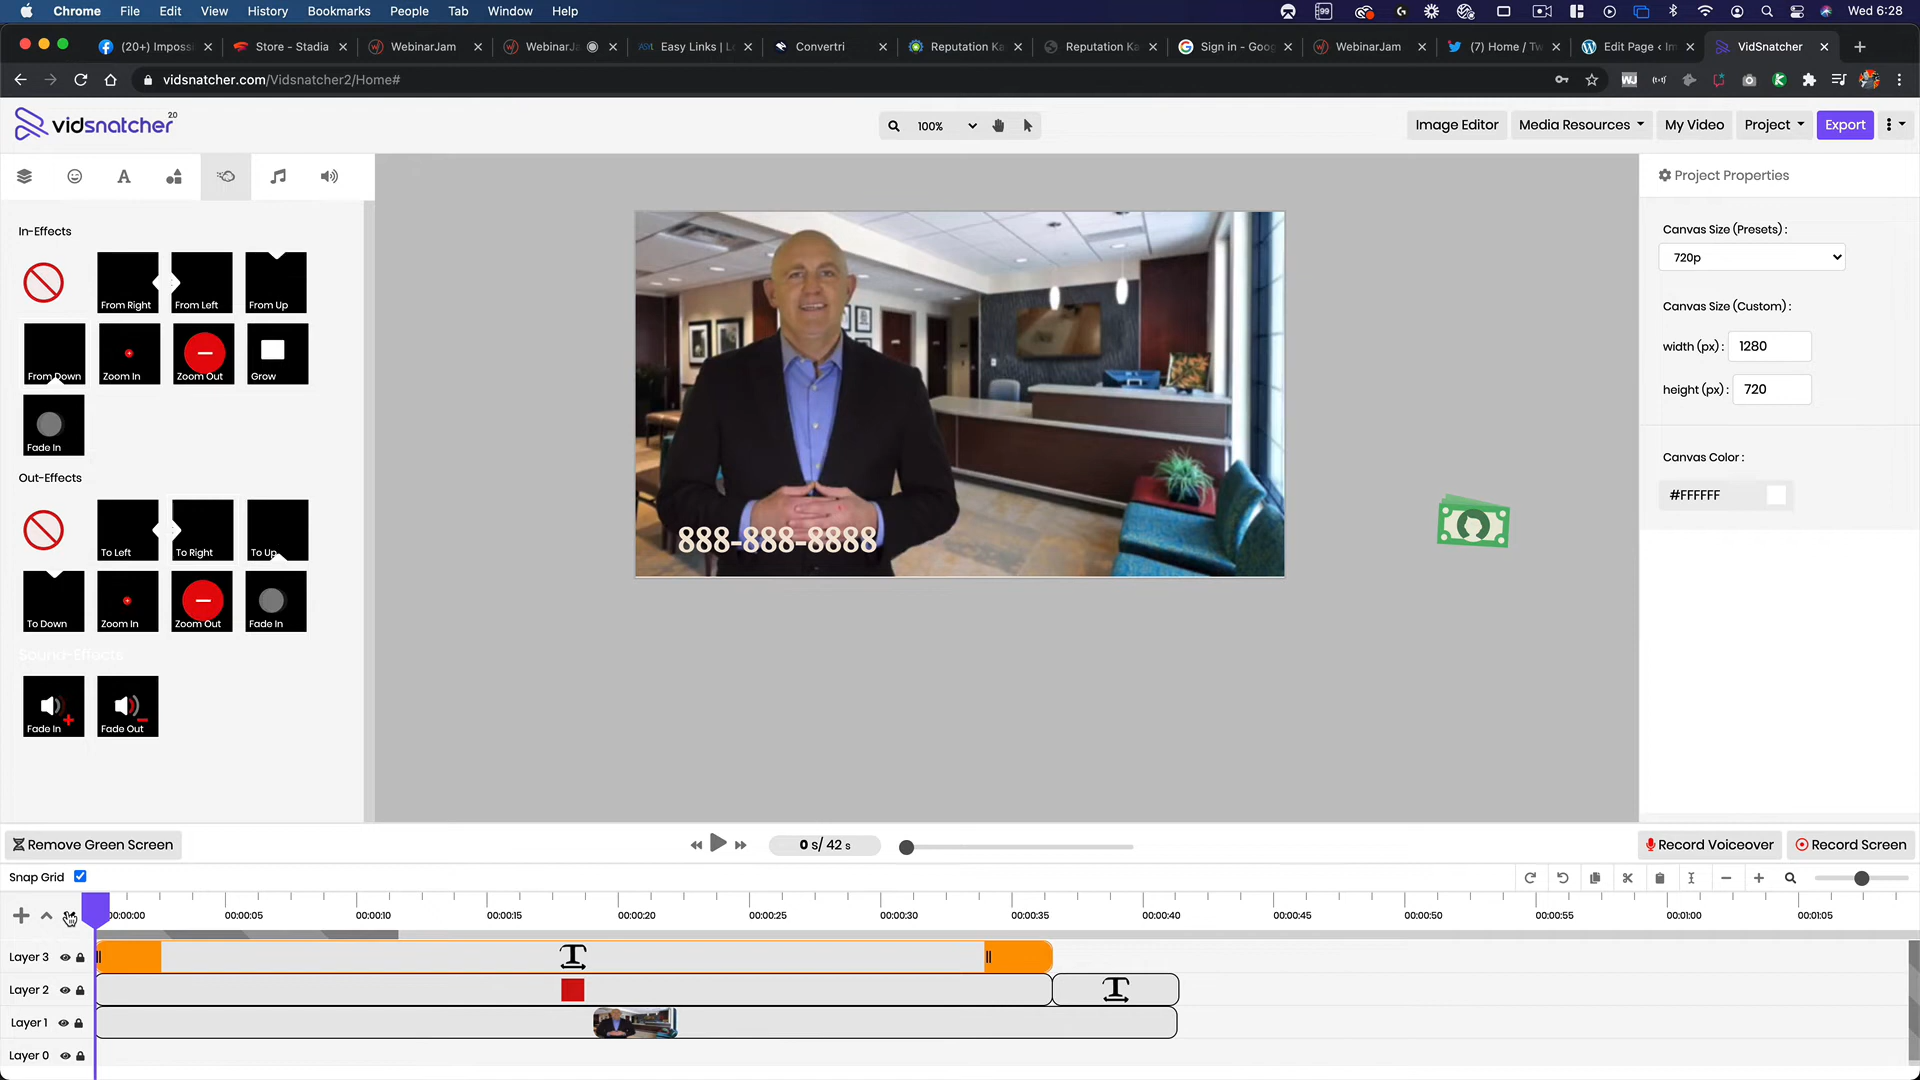 Chrome File Edit View History Bookmarks People Tab Window Help
99
Wed 6:28
(20+) Imposs
Store - Stadia
WebinarJam
WebinarJ
Easy Links | L
Convertri
Reputation Ka
Reputation Ka
Sign in - Goog
WebinarJam
(7) Home / Tw
Edit Page ‹ Im
VidSnatcher
vidsnatcher.com/Vidsnatcher2/Home#
vidsnatcher 2.0
100%
Image Editor
Media Resources
My Video
Project
Export
In-Effects
From Right
From Left
From Up
From Down
Zoom In
Zoom Out
Grow
Fade In
Out-Effects
To Left
To Right
To Up
To Down
Zoom In
Zoom Out
Fade In
Sound-Effects
Fade In
Fade Out
888-888-8888
Project Properties
Canvas Size (Presets) :
720p
Canvas Size (Custom) :
width (px) : 1280
height (px) : 720
Canvas Color :
#FFFFFF
Remove Green Screen
0 s/ 42 s
Record Voiceover
Record Screen
Snap Grid
00:00:00 00:00:05 00:00:10 00:00:15 00:00:20 00:00:25 00:00:30 00:00:35 00:00:40 00:00:45 00:00:50 00:00:55 00:01:00 00:01:05
Layer 3
Layer 2
Layer 1
Layer 0